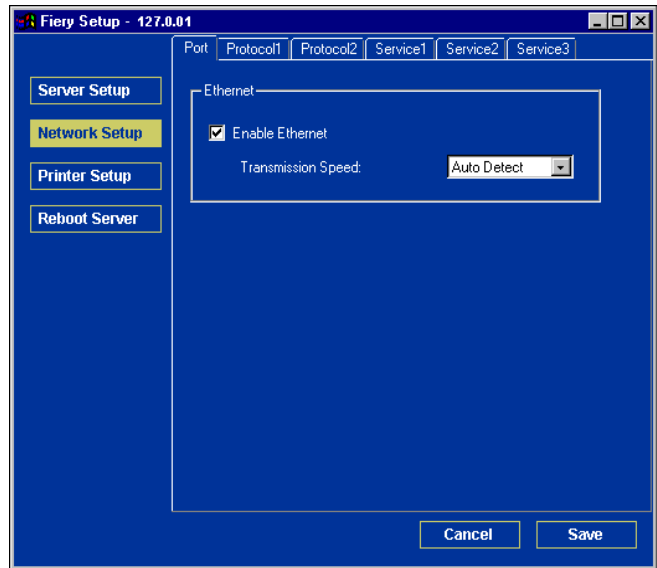 Fiery Setup - 127.0.01
Port Protocol1 Protocol2 Service1 Service2 Service3
Server Setup
Network Setup
Printer Setup
Reboot Server
Ethernet
Enable Ethernet
Transmission Speed: Auto Detect
Cancel Save